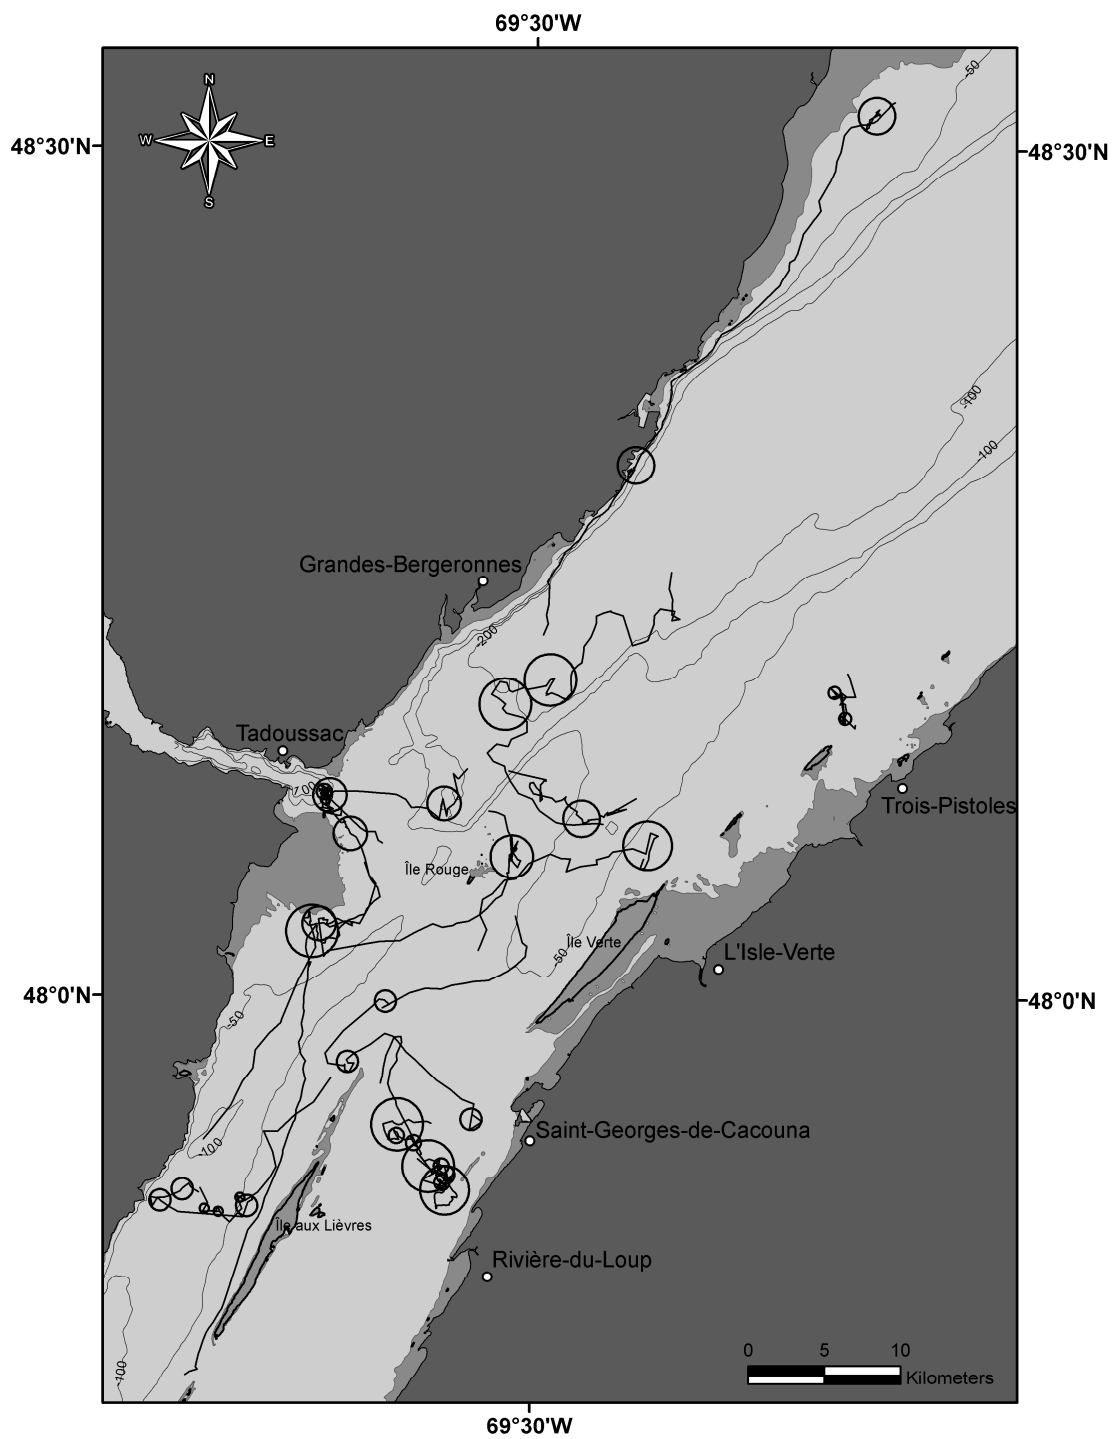 69°30'W
-50
N
W E
S
48°30'N
48°30'N
-100
-100
Grandes-Bergeronnes
-200
Tadoussac
-100
Trois-Pistoles
Île Rouge
Île Verte
L'Isle-Verte
-50
48°0'N
48°0'N
-50
Saint-Georges-de-Cacouna
-100
Île aux Lièvres
Rivière-du-Loup
0 5 10
Kilometers
-100
69°30'W